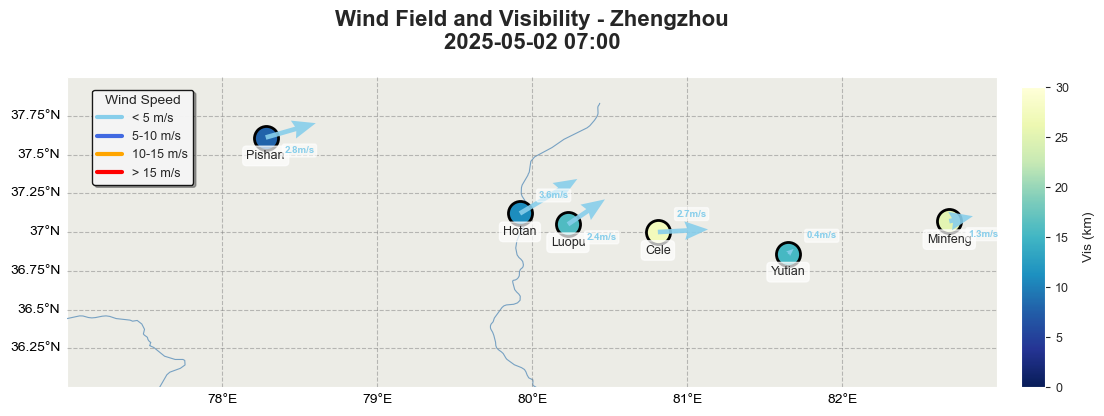 Wind Field and Visibility - Zhengzhou
2025-05-02 07:00
Wind Speed
< 5 m/s
5-10 m/s
10-15 m/s
> 15 m/s
37.75°N
37.5°N
37.25°N
37°N
36.75°N
36.5°N
36.25°N
78°E
79°E
80°E
81°E
82°E
Pishan
2.8m/s
Hotan
3.6m/s
Luopu
2.4m/s
Cele
2.7m/s
Yutian
0.4m/s
Minfeng
1.3m/s
30
25
20
15
10
5
0
Vis (km)